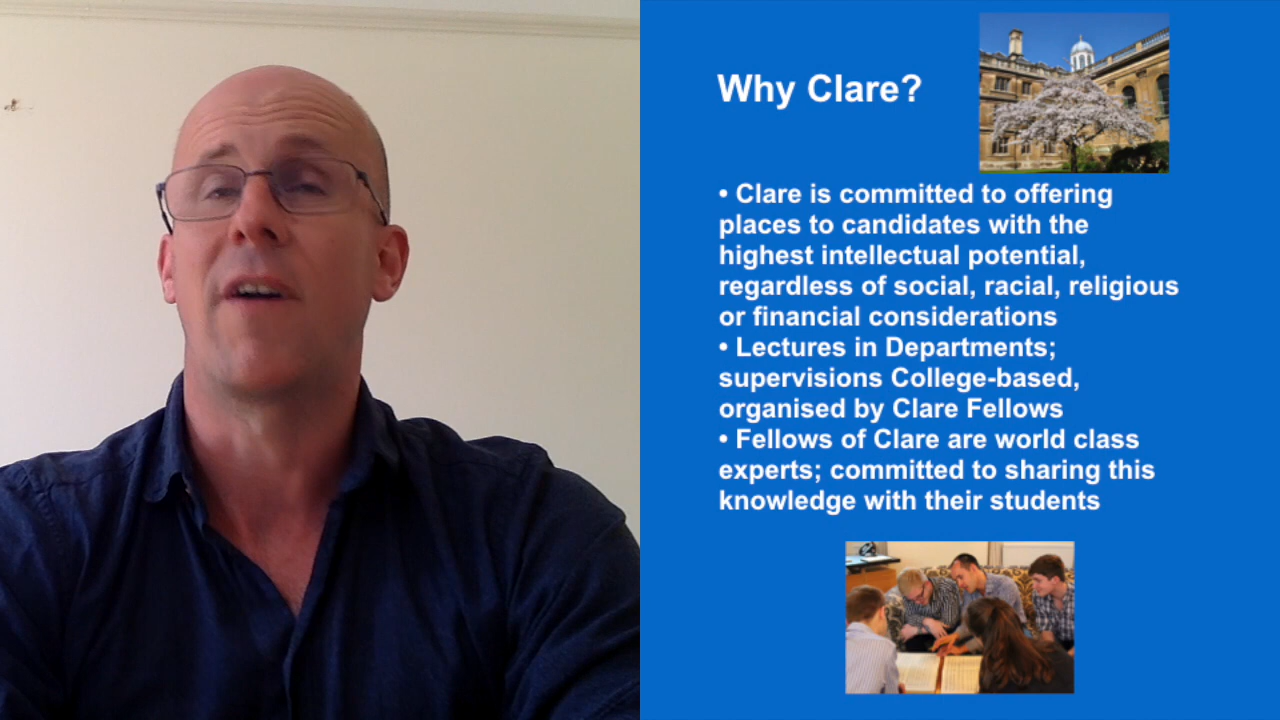 Why Clare?
• Clare is committed to offering
places to candidates with the
highest intellectual potential,
regardless of social, racial, religious
or financial considerations
• Lectures in Departments;
supervisions College-based,
organised by Clare Fellows
• Fellows of Clare are world class
experts; committed to sharing this
knowledge with their students